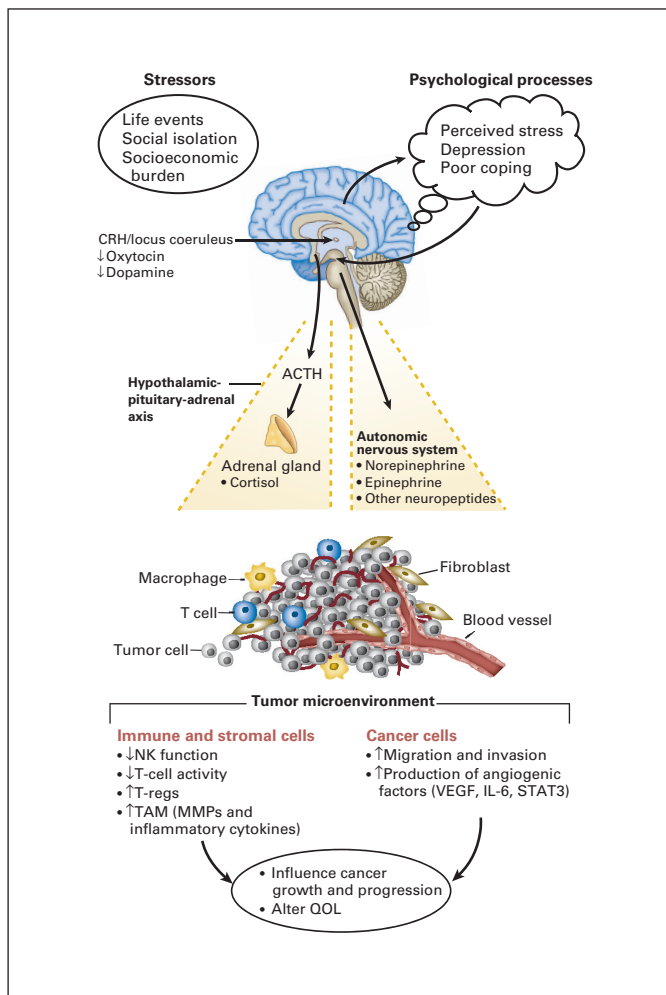 Stressors
Life events
Social isolation
Socioeconomic
burden
Psychological processes
Perceived stress
Depression
Poor coping
CRH/locus coeruleus
↓Oxytocin
↓Dopamine
Hypothalamic-
pituitary-adrenal
axis
ACTH
Adrenal gland
• Cortisol
Autonomic
nervous system
• Norepinephrine
• Epinephrine
• Other neuropeptides
Macrophage
T cell
Tumor cell
Fibroblast
Blood vessel
Tumor microenvironment
Immune and stromal cells
• ↓NK function
• ↓T-cell activity
• ↑T-regs
• ↑TAM (MMPs and
inflammatory cytokines)
Cancer cells
• ↑Migration and invasion
• ↑Production of angiogenic
factors (VEGF, IL-6, STAT3)
• Influence cancer
growth and progression
• Alter QOL